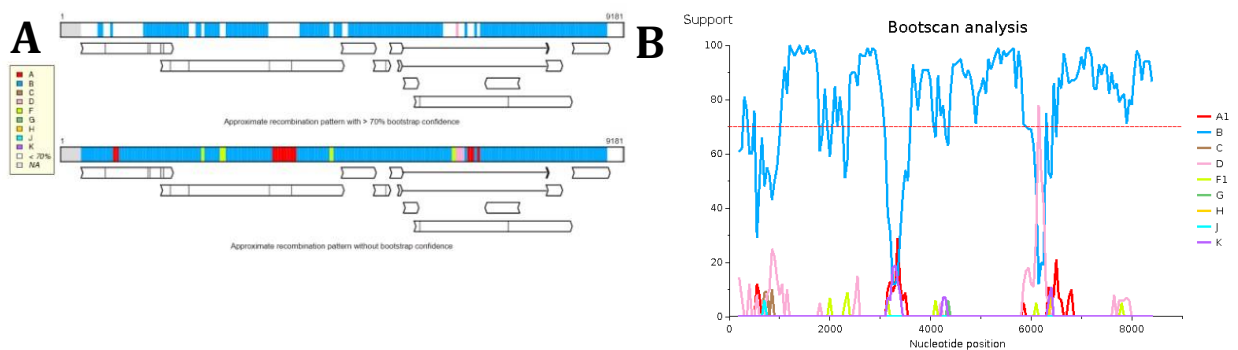 A
1
9181
A
B
C
D
F
G
H
J
K
< 70%
NA
Approximate recombination pattern with > 70% bootstrap confidence
1
9181
Approximate recombination pattern without bootstrap confidence
B
Support
Bootscan analysis
100
80
60
40
20
0
0
2000
4000
6000
8000
Nucleotide position
A1
B
C
D
F1
G
H
J
K